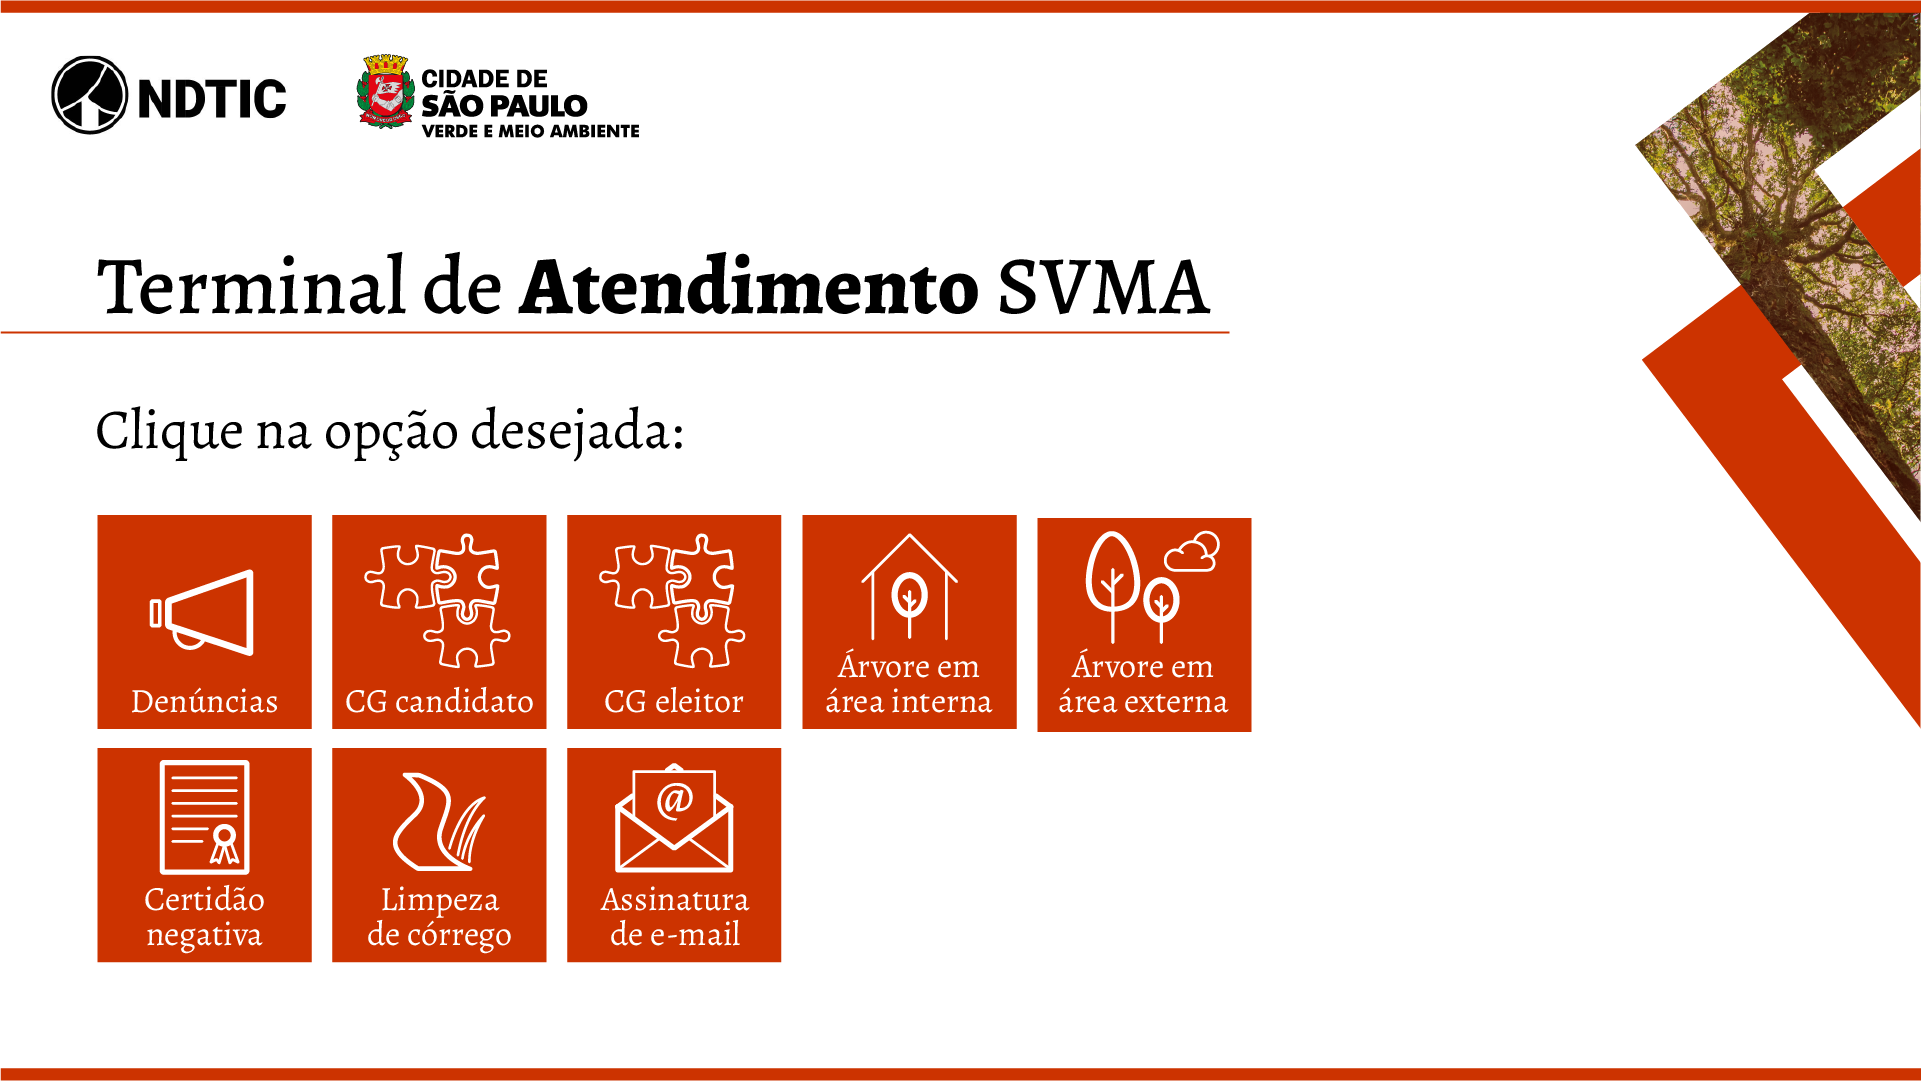 NDTIC
CIDADE DE
SÃO PAULO
VERDE E MEIO AMBIENTE
Terminal de Atendimento SVMA
Clique na opção desejada:
Denúncias
CG candidato
CG eleitor
Árvore em
área interna
Árvore em
área externa
Certidão
negativa
Limpeza
de córrego
@
Assinatura
de e-mail